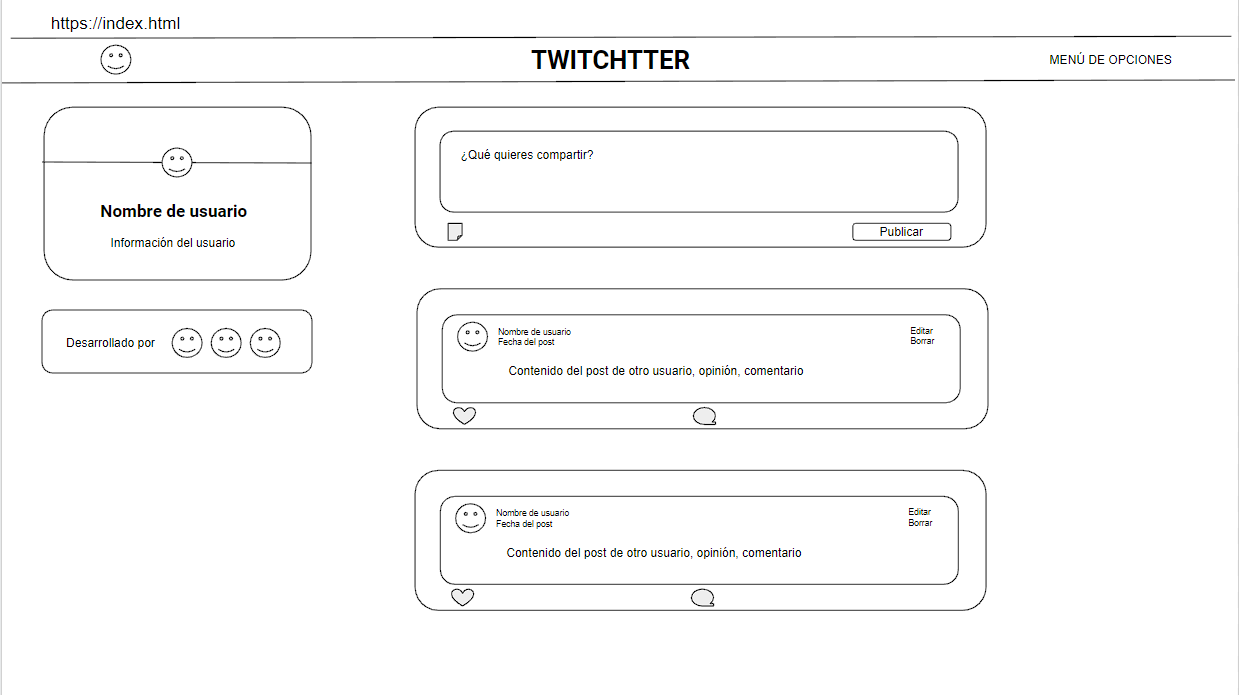 https://index.html
TWITCHTTER
MENÚ DE OPCIONES
Nombre de usuario
Información del usuario
Desarrollado por
¿Qué quieres compartir?
Publicar
Nombre de usuario
Fecha del post
Editar
Borrar
Contenido del post de otro usuario, opinión, comentario
Nombre de usuario
Fecha del post
Editar
Borrar
Contenido del post de otro usuario, opinión, comentario